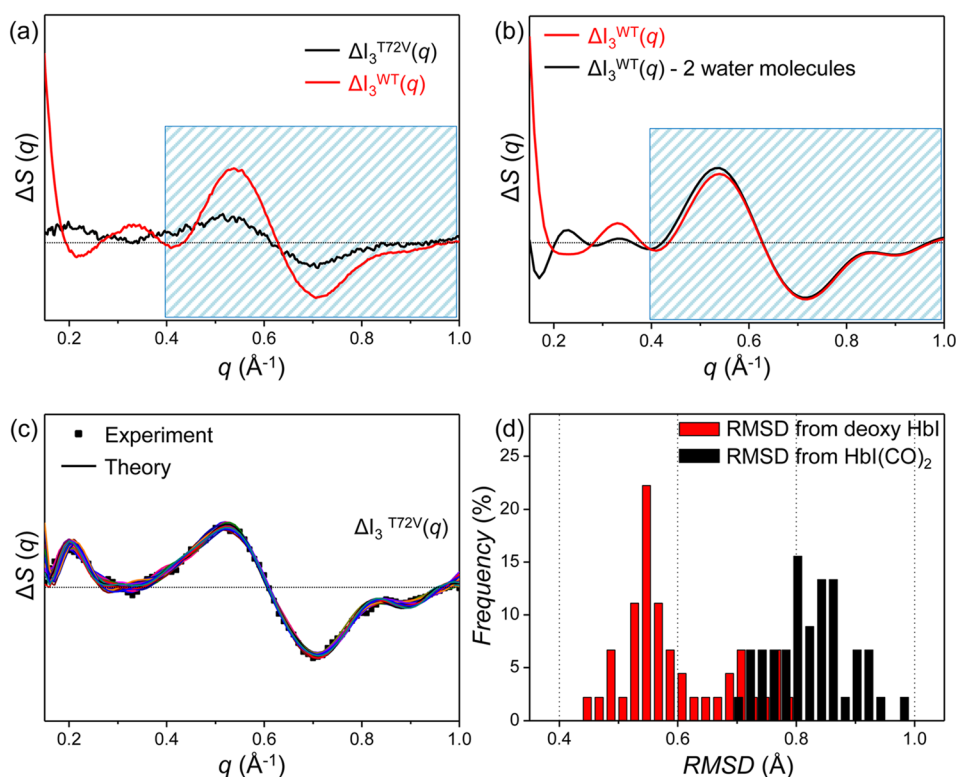 (a)
ΔI₃ᵀ⁷²ⱽ(q)
ΔI₃ᵂᵀ(q)
ΔS (q)
0.2 0.4 0.6 0.8 1.0
q (Å⁻¹)
(b)
ΔI₃ᵂᵀ(q)
ΔI₃ᵂᵀ(q) - 2 water molecules
ΔS (q)
0.2 0.4 0.6 0.8 1.0
q (Å⁻¹)
(c)
Experiment
Theory
ΔI₃ ᵀ⁷²ⱽ(q)
ΔS (q)
0.2 0.4 0.6 0.8 1.0
q (Å⁻¹)
(d)
RMSD from deoxy HbI
RMSD from HbI(CO)₂
Frequency (%)
25
20
15
10
5
0
0.4 0.6 0.8 1.0
RMSD (Å)